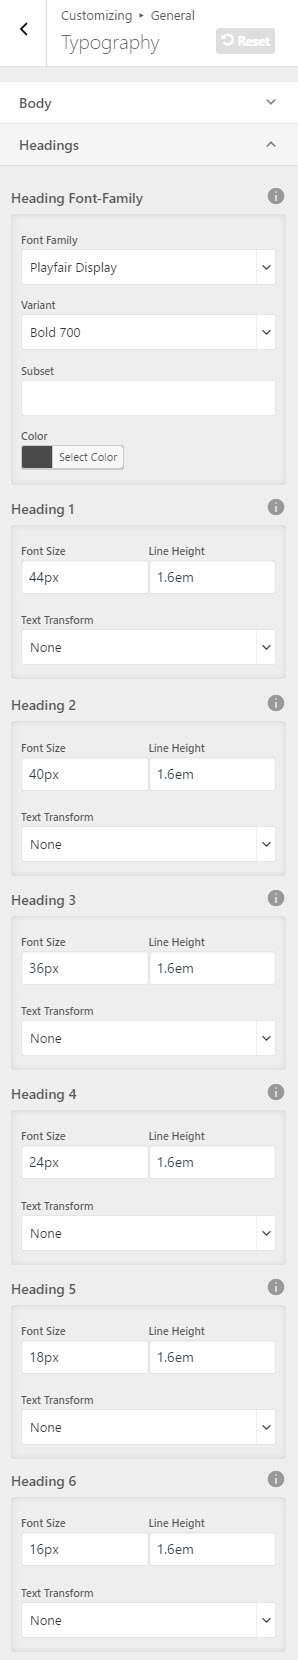 Customizing ▸ General
Typography
Reset
Body
Headings
Heading Font-Family
Font Family
Playfair Display
Variant
Bold 700
Subset
Color
Select Color
Heading 1
Font Size Line Height
44px 1.6em
Text Transform
None
Heading 2
Font Size Line Height
40px 1.6em
Text Transform
None
Heading 3
Font Size Line Height
36px 1.6em
Text Transform
None
Heading 4
Font Size Line Height
24px 1.6em
Text Transform
None
Heading 5
Font Size Line Height
18px 1.6em
Text Transform
None
Heading 6
Font Size Line Height
16px 1.6em
Text Transform
None